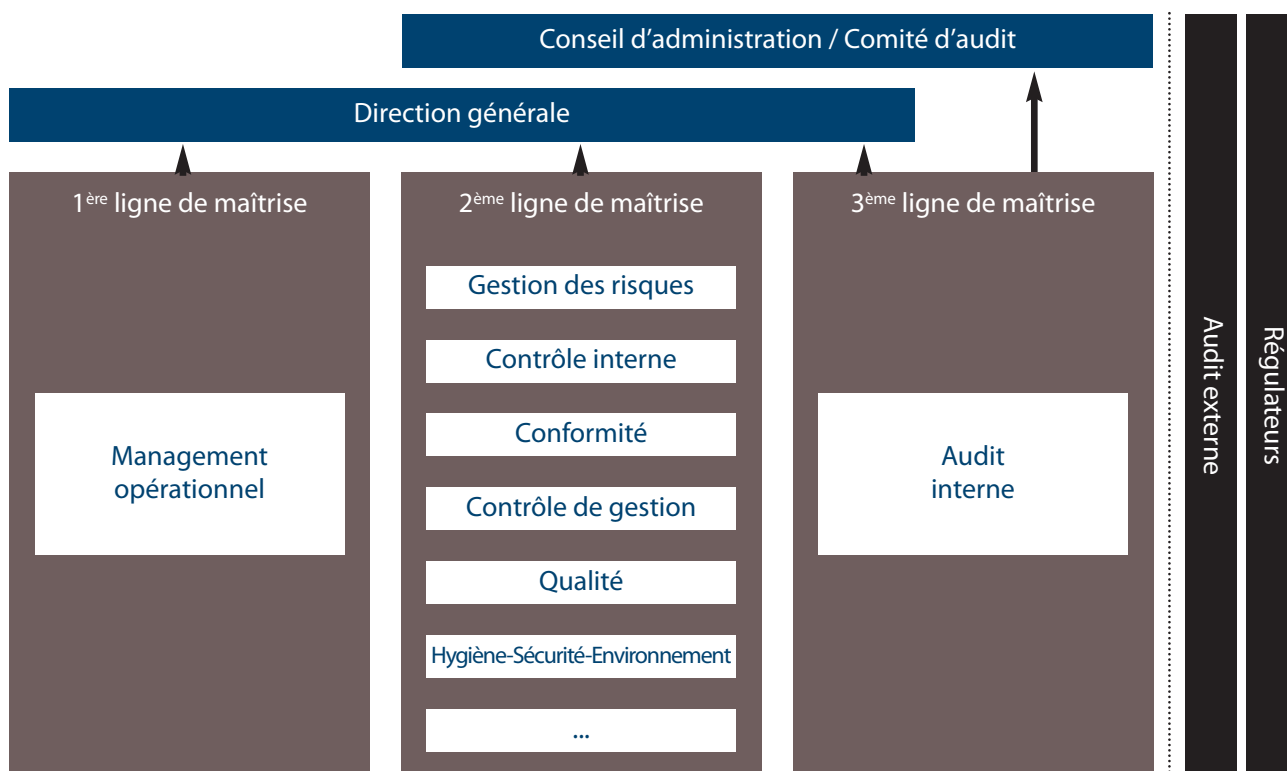 Conseil d’administration / Comité d’audit
Direction générale
1ère ligne de maîtrise
Management
opérationnel
2ème ligne de maîtrise
Gestion des risques
Contrôle interne
Conformité
Contrôle de gestion
Qualité
Hygiène-Sécurité-Environnement
...
3ème ligne de maîtrise
Audit
interne
Audit externe
Régulateurs